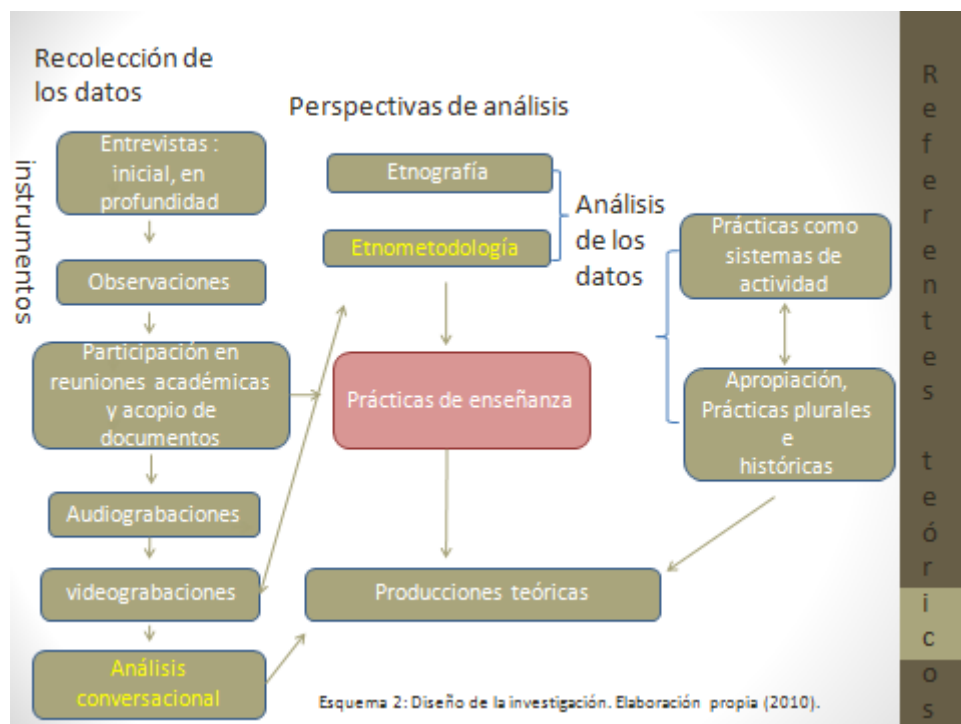 Recolección de
los datos
instrumentos
Entrevistas :
inicial, en
profundidad
Observaciones
Participación en
reuniones académicas
y acopio de
documentos
Audiograbaciones
videograbaciones
Análisis
conversacional
Perspectivas de análisis
Etnografía
Etnometodología
Análisis
de los
datos
Prácticas de enseñanza
Producciones teóricas
Prácticas como
sistemas de
actividad
Apropiación,
Prácticas plurales
e
históricas
Referentes teóricos
Esquema 2: Diseño de la investigación. Elaboración propia (2010).